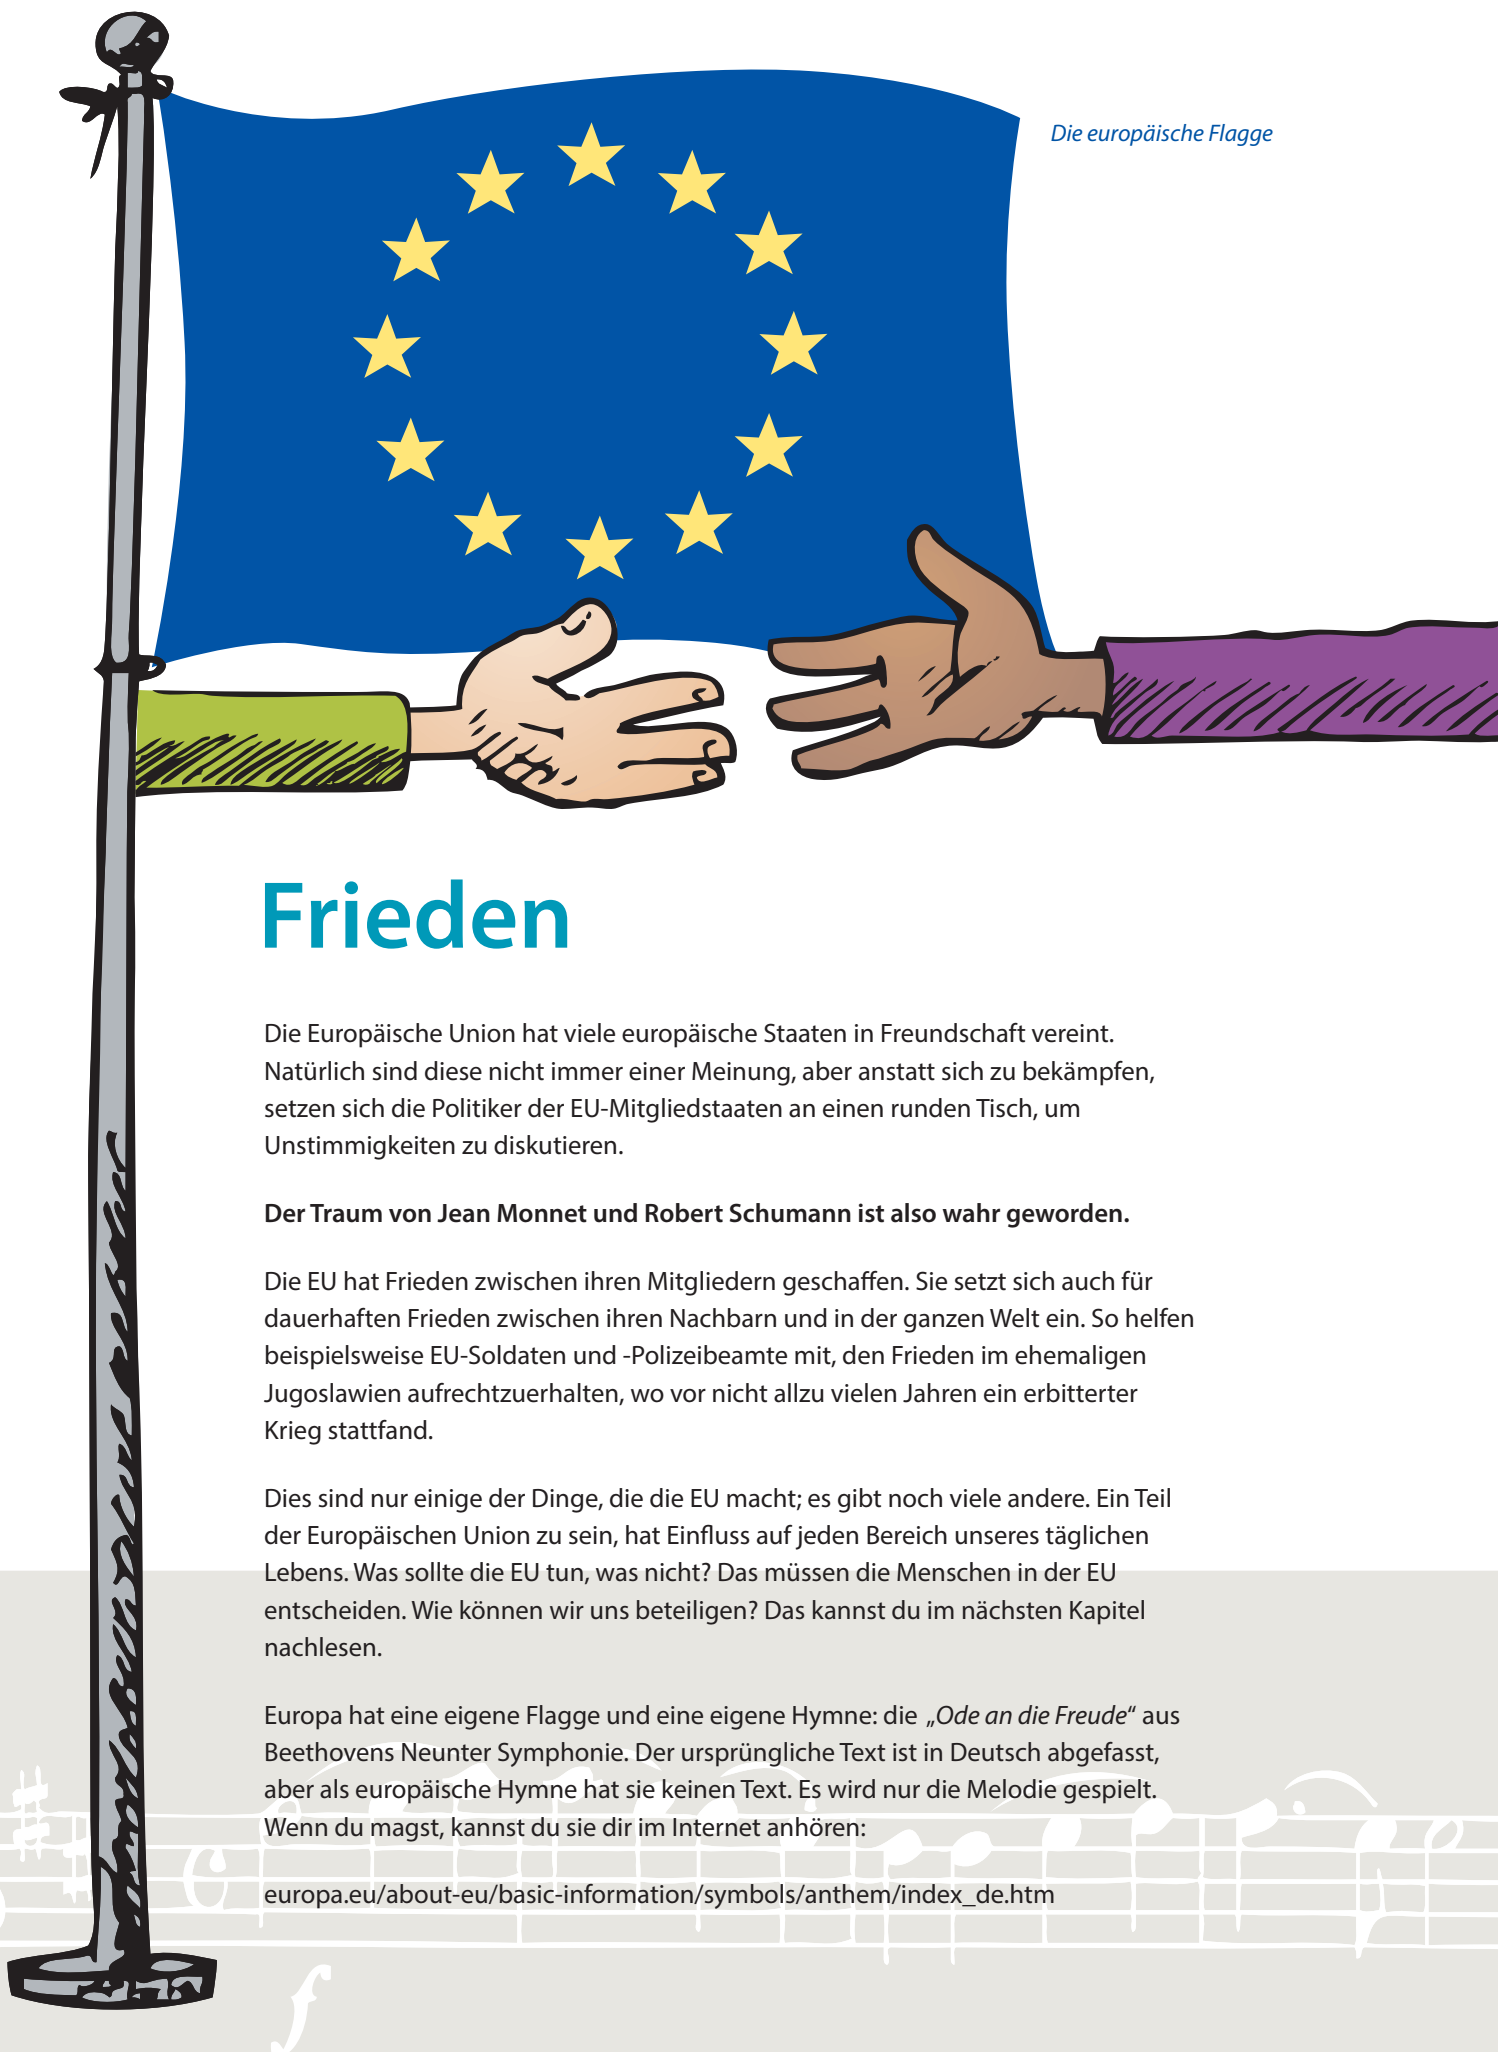 Die europäische Flagge
Frieden
Die Europäische Union hat viele europäische Staaten in Freundschaft vereint.
Natürlich sind diese nicht immer einer Meinung, aber anstatt sich zu bekämpfen,
setzen sich die Politiker der EU-Mitgliedstaaten an einen runden Tisch, um
Unstimmigkeiten zu diskutieren.
Der Traum von Jean Monnet und Robert Schumann ist also wahr geworden.
Die EU hat Frieden zwischen ihren Mitgliedern geschaffen. Sie setzt sich auch für
dauerhaften Frieden zwischen ihren Nachbarn und in der ganzen Welt ein. So helfen
beispielsweise EU-Soldaten und -Polizeibeamte mit, den Frieden im ehemaligen
Jugoslawien aufrechtzuerhalten, wo vor nicht allzu vielen Jahren ein erbitterter
Krieg stattfand.
Dies sind nur einige der Dinge, die die EU macht; es gibt noch viele andere. Ein Teil
der Europäischen Union zu sein, hat Einfluss auf jeden Bereich unseres täglichen
Lebens. Was sollte die EU tun, was nicht? Das müssen die Menschen in der EU
entscheiden. Wie können wir uns beteiligen? Das kannst du im nächsten Kapitel
nachlesen.
Europa hat eine eigene Flagge und eine eigene Hymne: die „Ode an die Freude“ aus
Beethovens Neunter Symphonie. Der ursprüngliche Text ist in Deutsch abgefasst,
aber als europäische Hymne hat sie keinen Text. Es wird nur die Melodie gespielt.
Wenn du magst, kannst du sie dir im Internet anhören:
europa.eu/about-eu/basic-information/symbols/anthem/index_de.htm
f